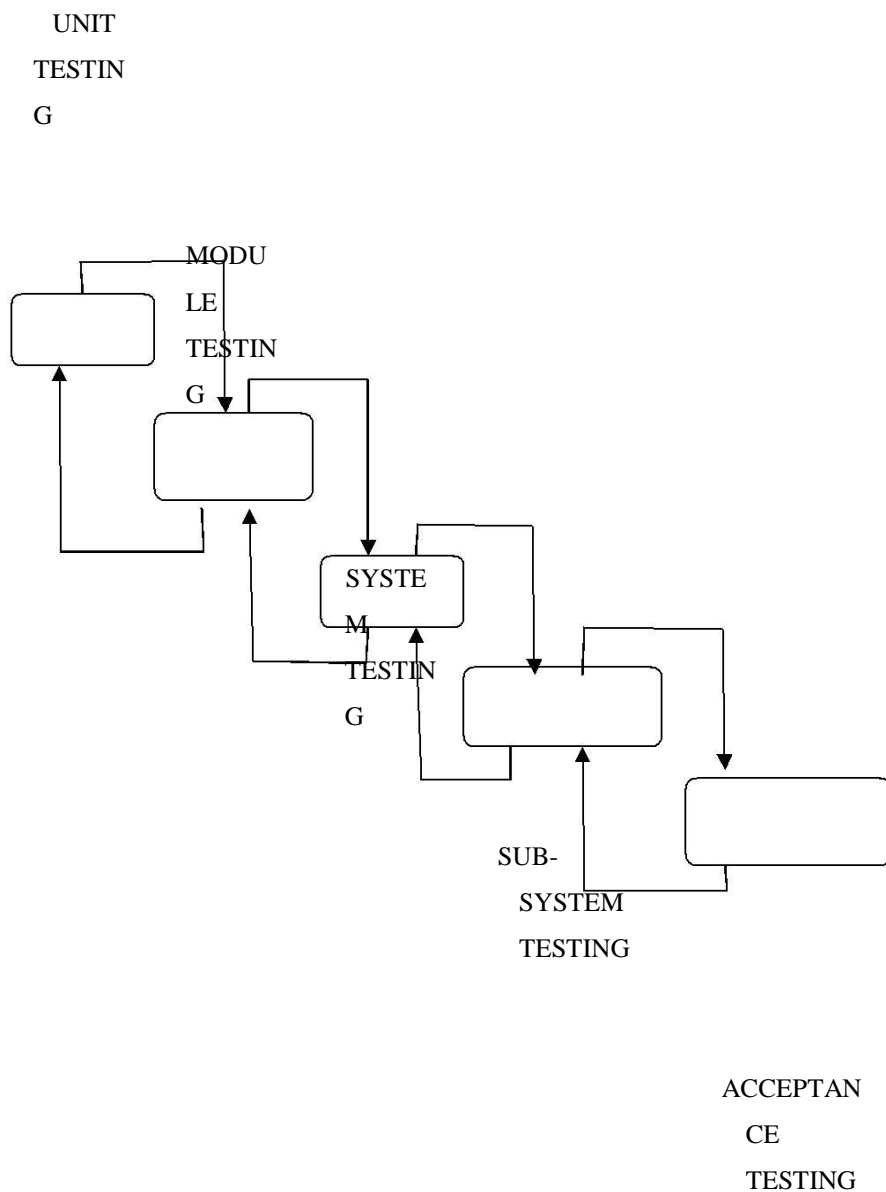 UNIT
TESTIN
G
MODU
LE
TESTIN
G
SYSTE
M
TESTIN
G
SUB-
SYSTEM
TESTING
ACCEPTAN
CE
TESTING